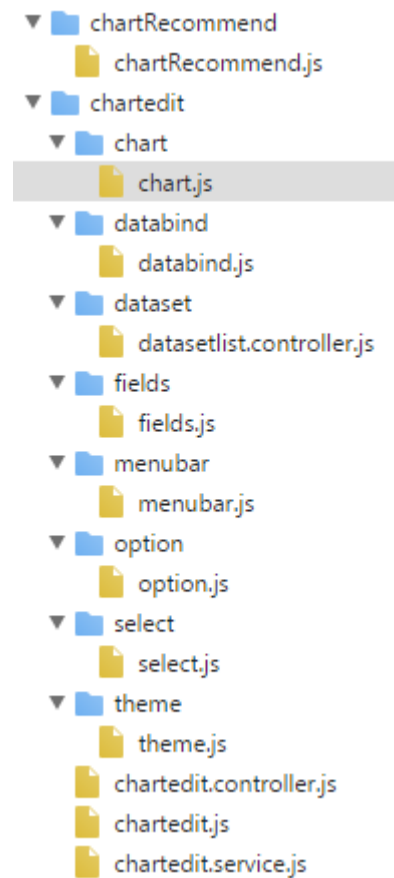 chartRecommend
chartRecommend.js
chartedit
chart
chart.js
databind
databind.js
dataset
datasetlist.controller.js
fields
fields.js
menubar
menubar.js
option
option.js
select
select.js
theme
theme.js
chartedit.controller.js
chartedit.js
chartedit.service.js